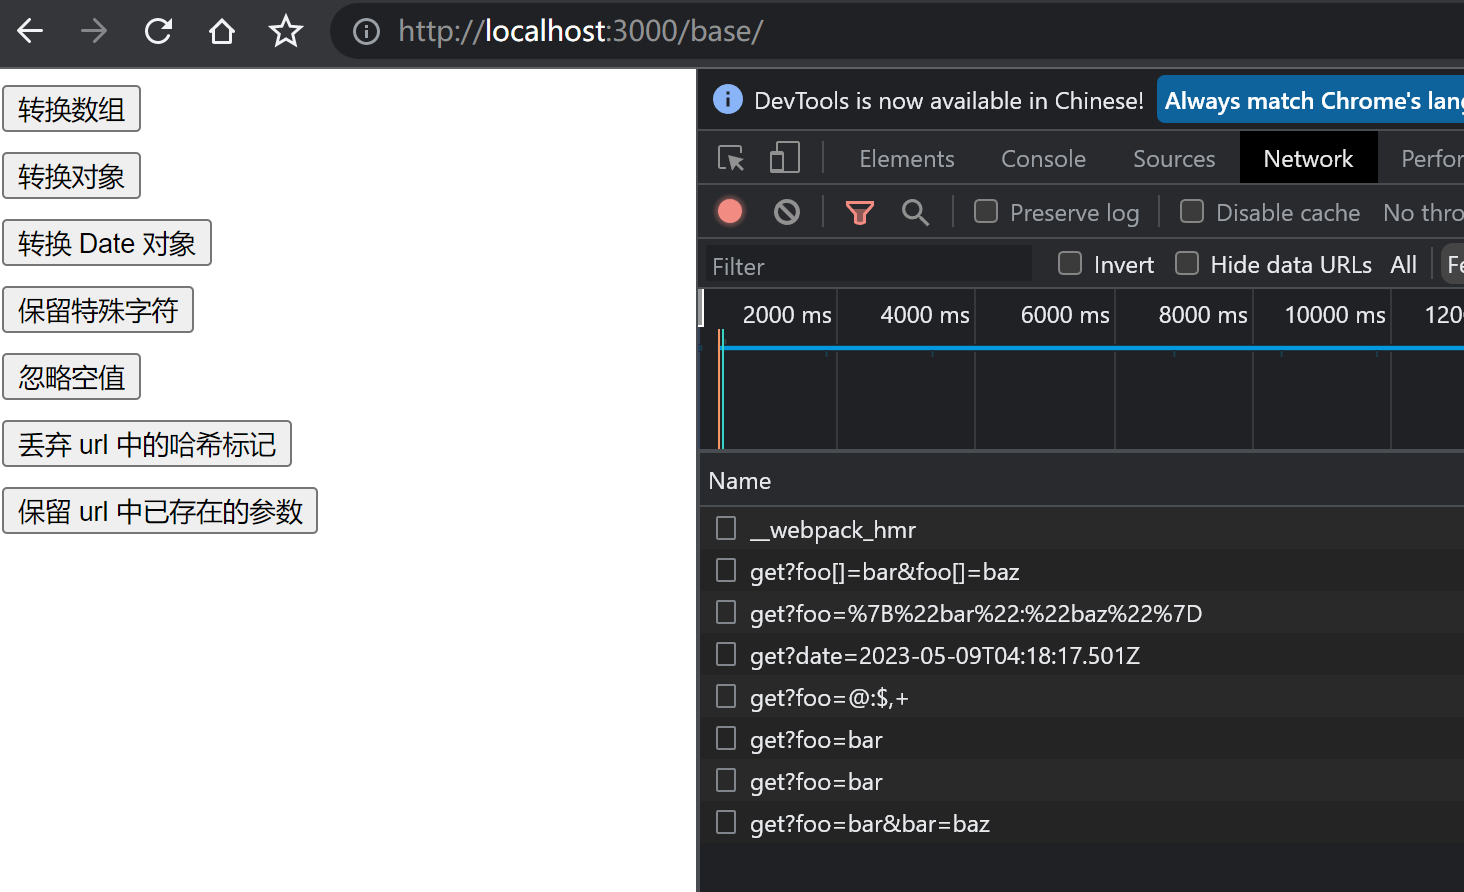 http://localhost:3000/base/
转换数组
转换对象
转换 Date 对象
保留特殊字符
忽略空值
丢弃 url 中的哈希标记
保留 url 中已存在的参数
DevTools is now available in Chinese!
Always match Chrome's lang
Elements Console Sources Network Perfor
Preserve log Disable cache No thro
Filter Invert Hide data URLs All Fe
2000 ms 4000 ms 6000 ms 8000 ms 10000 ms 1200
Name
__webpack_hmr
get?foo[]=bar&foo[]=baz
get?foo=%7B%22bar%22:%22baz%22%7D
get?date=2023-05-09T04:18:17.501Z
get?foo=@:$,+
get?foo=bar
get?foo=bar
get?foo=bar&bar=baz